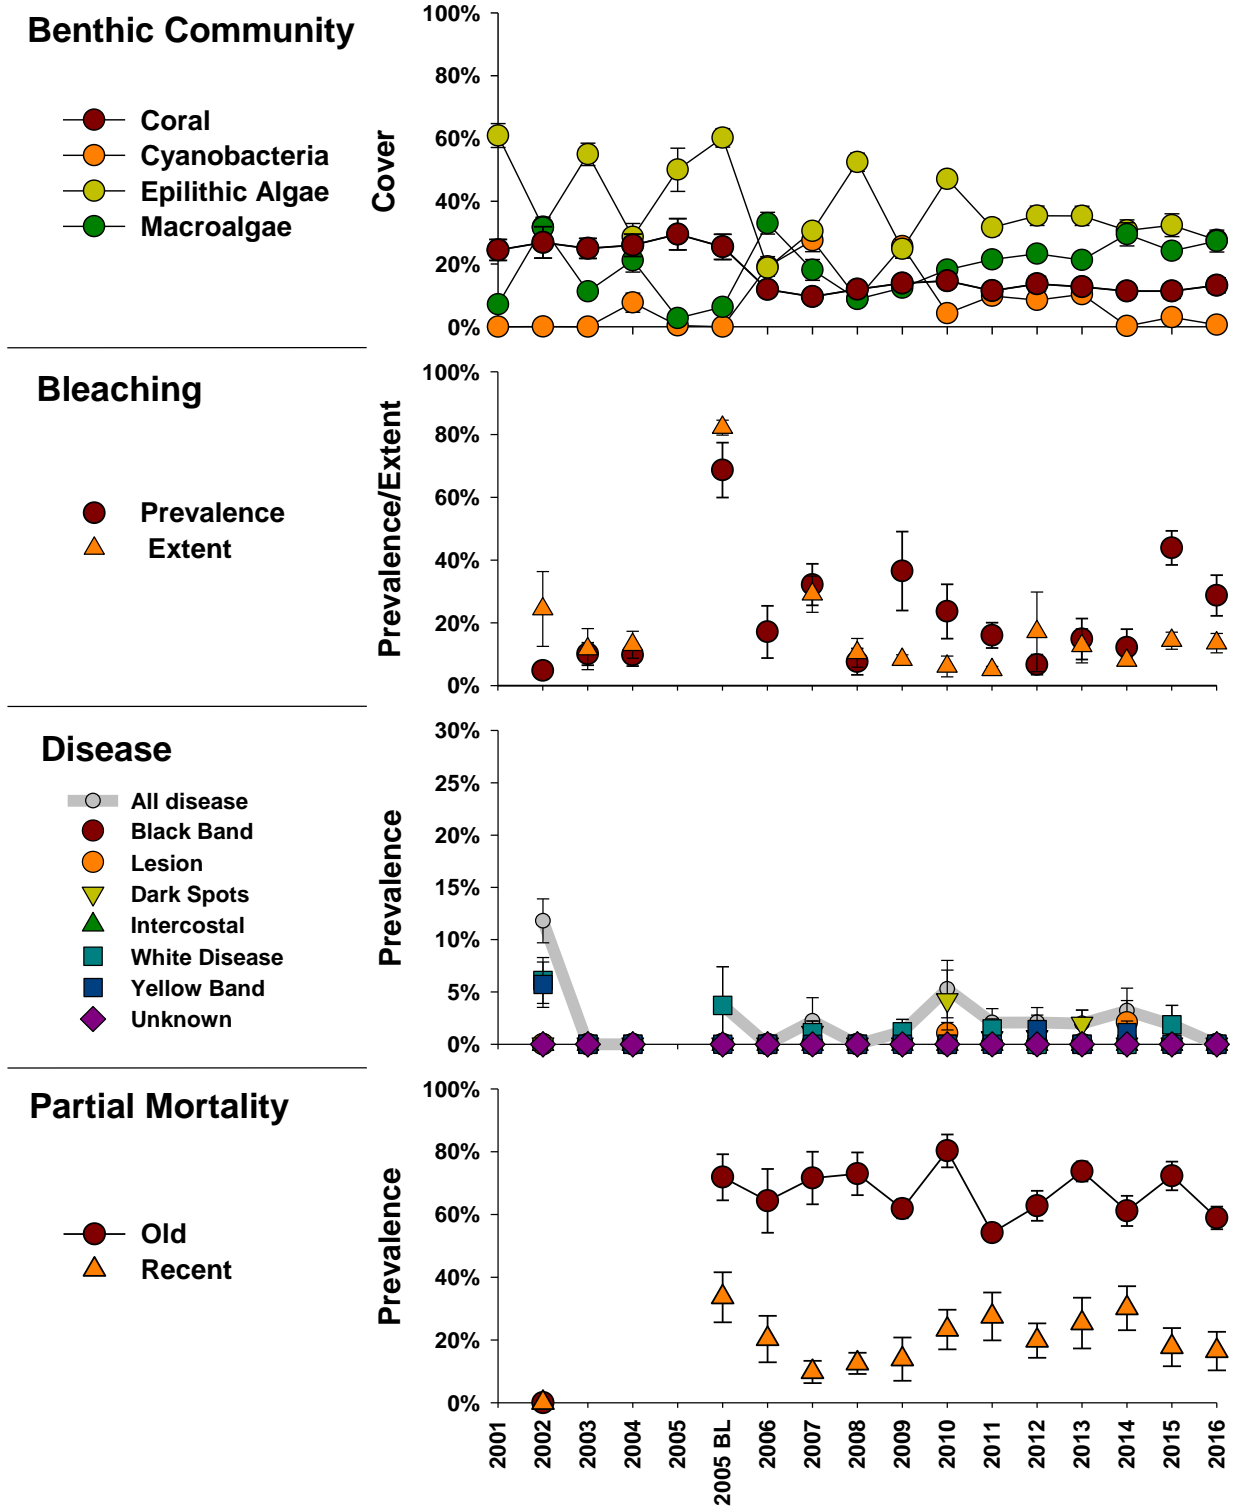 Benthic Community
Coral
Cyanobacteria
Epilithic Algae
Macroalgae
Cover
100%
80%
60%
40%
20%
0%
Bleaching
Prevalence
Extent
Prevalence/Extent
100%
80%
60%
40%
20%
0%
Disease
All disease
Black Band
Lesion
Dark Spots
Intercostal
White Disease
Yellow Band
Unknown
Prevalence
30%
25%
20%
15%
10%
5%
0%
Partial Mortality
Old
Recent
Prevalence
100%
80%
60%
40%
20%
0%
2001
2002
2003
2004
2005
2005 BL
2006
2007
2008
2009
2010
2011
2012
2013
2014
2015
2016